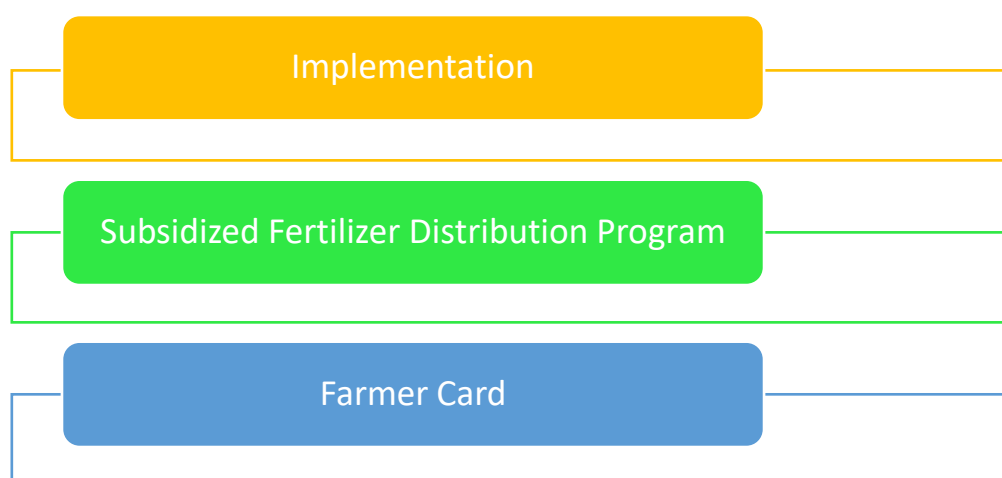 Implementation
Subsidized Fertilizer Distribution Program
Farmer Card